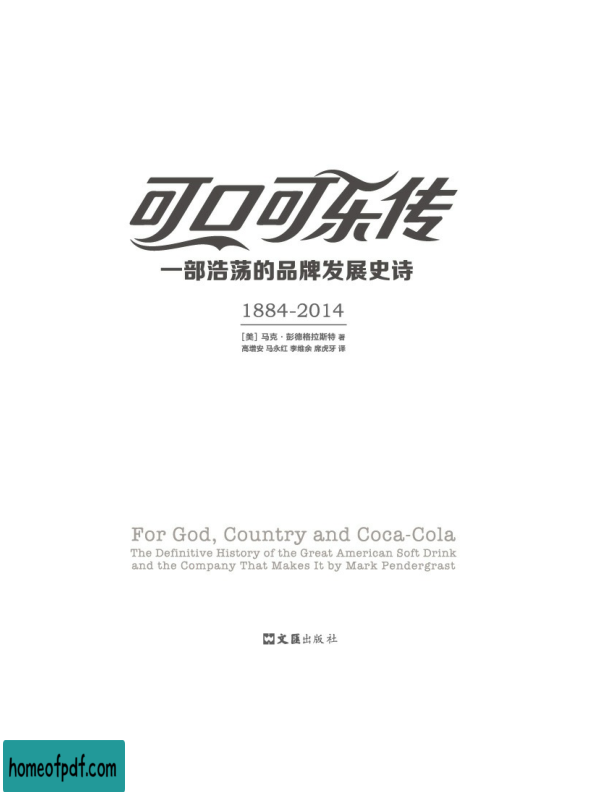 可口可乐传
一部浩荡的品牌发展史诗
1884-2014
[美] 马克·彭德格拉斯特 著
高增安 马永红 李维余 席虎牙 译
For God, Country and Coca-Cola
The Definitive History of the Great American Soft Drink
and the Company That Makes It by Mark Pendergrast
文匯出版社
homeofpdf.com